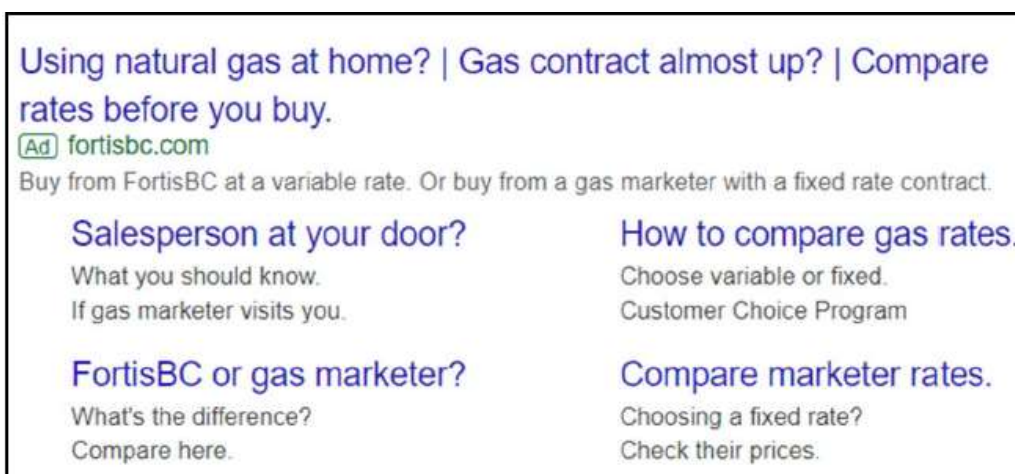 Using natural gas at home? | Gas contract almost up? | Compare
rates before you buy.
Ad fortisbc.com
Buy from FortisBC at a variable rate. Or buy from a gas marketer with a fixed rate contract.
Salesperson at your door?
What you should know.
If gas marketer visits you.
How to compare gas rates.
Choose variable or fixed.
Customer Choice Program
FortisBC or gas marketer?
What's the difference?
Compare here.
Compare marketer rates.
Choosing a fixed rate?
Check their prices.